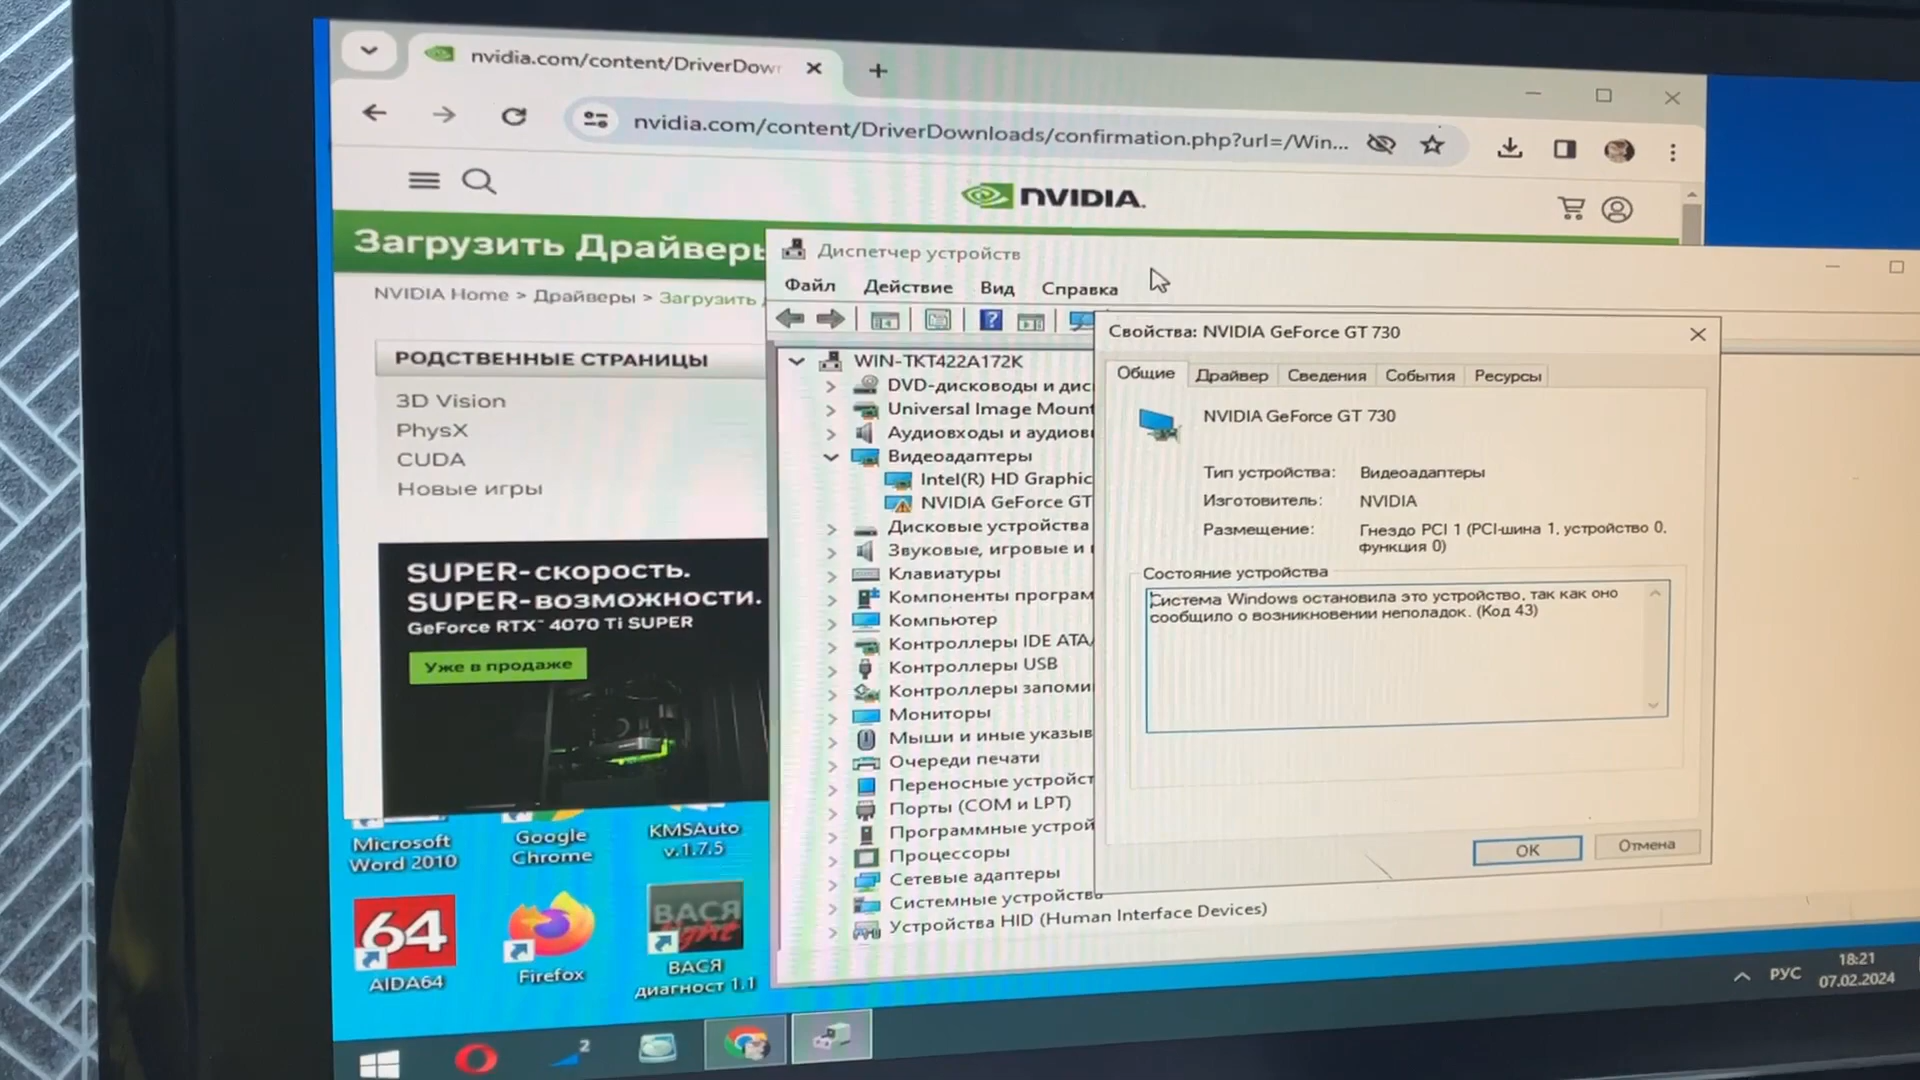 nvidia.com/content/DriverDow
nvidia.com/content/DriverDownloads/confirmation.php?url=/Win...
NVIDIA.
Загрузить Драйверы
NVIDIA Home > Драйверы > Загрузить
РОДСТВЕННЫЕ СТРАНИЦЫ
3D Vision
PhysX
CUDA
Новые игры
SUPER-скорость.
SUPER-возможности.
GeForce RTX™ 4070 Ti SUPER
Уже в продаже
Диспетчер устройств
Файл Действие Вид Справка
WIN-TKT422A172K
DVD-дисководы и дис
Universal Image Mount
Аудиовходы и аудиов
Видеоадаптеры
Intel(R) HD Graphic
NVIDIA GeForce GT
Дисковые устройства
Звуковые, игровые и
Клавиатуры
Компоненты програм
Компьютер
Контроллеры IDE ATA/
Контроллеры USB
Контроллеры запоми
Мониторы
Мыши и иные указыв
Очереди печати
Переносные устройст
Порты (COM и LPT)
Программные устрой
Процессоры
Сетевые адаптеры
Системные устройства
Устройства HID (Human Interface Devices)
Свойства: NVIDIA GeForce GT 730
Общие Драйвер Сведения События Ресурсы
NVIDIA GeForce GT 730
Тип устройства: Видеоадаптеры
Изготовитель: NVIDIA
Размещение: Гнездо PCI 1 (PCI-шина 1, устройство 0,
функция 0)
Состояние устройства
Система Windows остановила это устройство, так как оно
сообщило о возникновении неполадок. (Код 43)
OK Отмена
Microsoft
Word 2010
Google
Chrome
KMSAuto
v.1.7.5
64
AIDA64
Firefox
ВАСЯ
light
ВАСЯ
диагност 1.1
2
РУС
18:21
07.02.2024